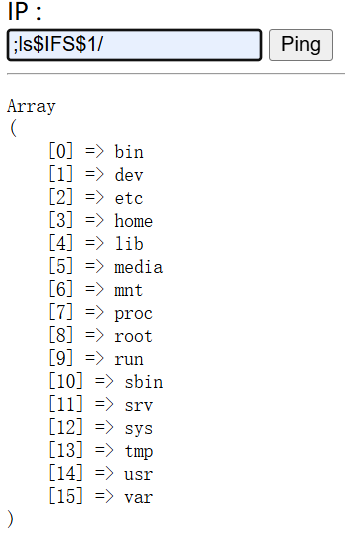 IP :
;ls$IFS$1/
Ping
Array
(
[0] => bin
[1] => dev
[2] => etc
[3] => home
[4] => lib
[5] => media
[6] => mnt
[7] => proc
[8] => root
[9] => run
[10] => sbin
[11] => srv
[12] => sys
[13] => tmp
[14] => usr
[15] => var
)